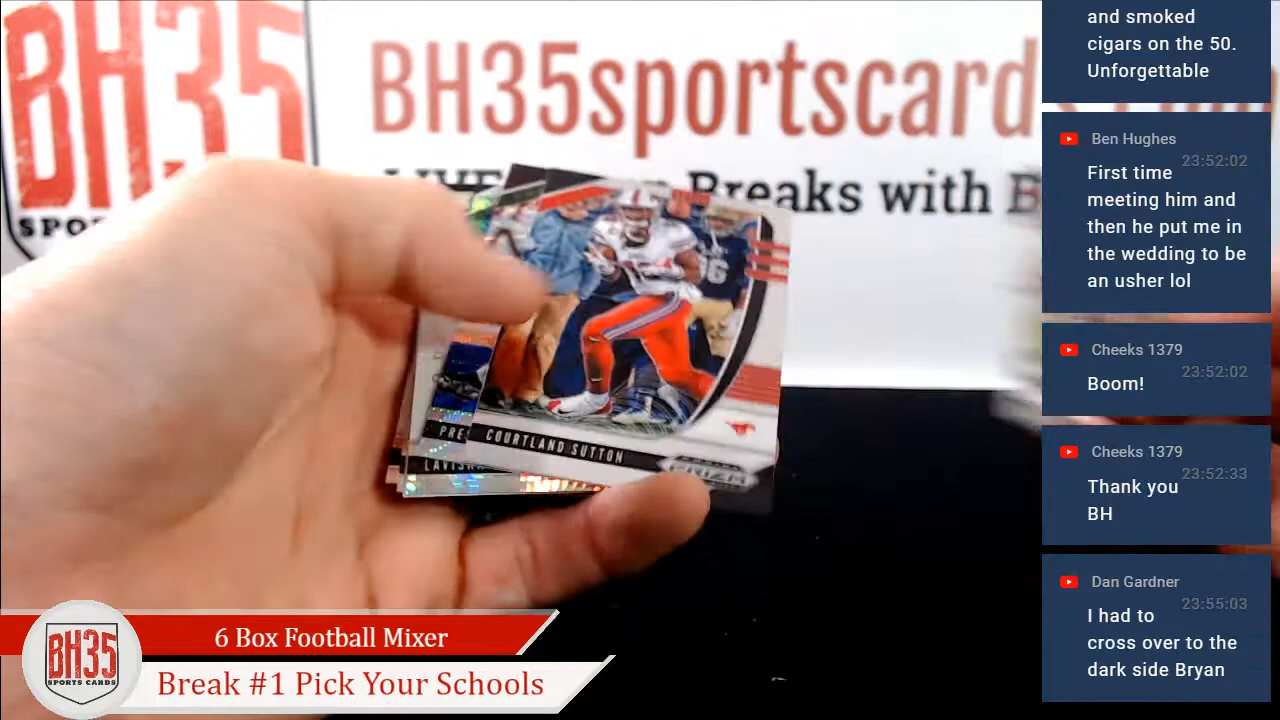 BH35
SPO
BH35sportscard
Breaks with B
96
PRE
COURTLAND SUTTON
LAVISH
PRIZM
6 Box Football Mixer
Break #1 Pick Your Schools
BH35
SPORTS CARDS
and smoked
cigars on the 50.
Unforgettable
Ben Hughes
23:52:02
First time
meeting him and
then he put me in
the wedding to be
an usher lol
Cheeks 1379
23:52:02
Boom!
Cheeks 1379
23:52:33
Thank you
BH
Dan Gardner
23:55:03
I had to
cross over to the
dark side Bryan